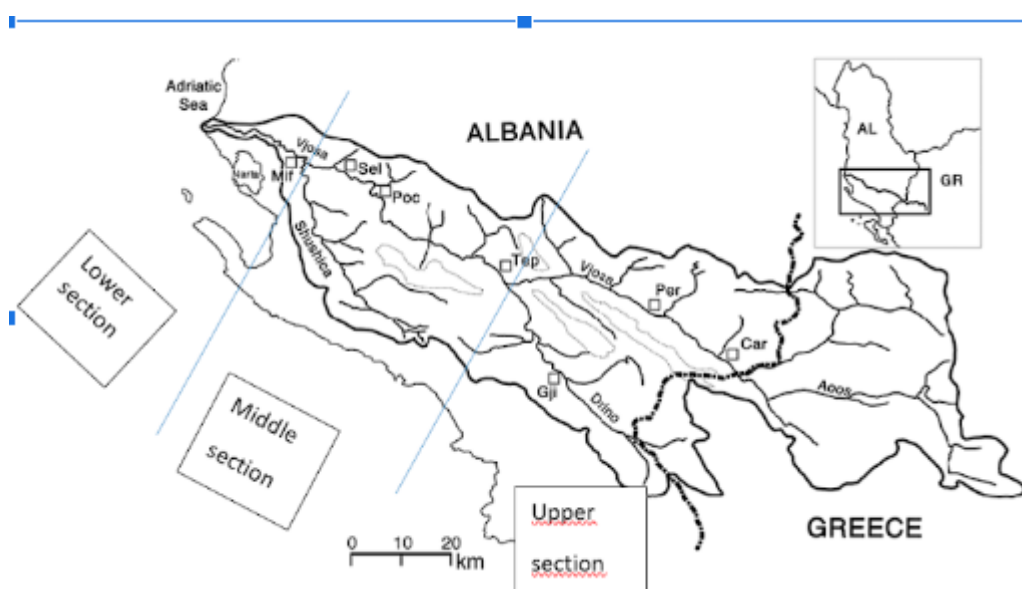 Adriatic
Sea
ALBANIA
AL
GR
Vjosa
Narta
Mif
Sel
Poc
Shushica
Tep
Vjosa
Per
Car
Gji
Drino
Aoos
Lower
section
Middle
section
Upper
section
GREECE
0 10 20
km